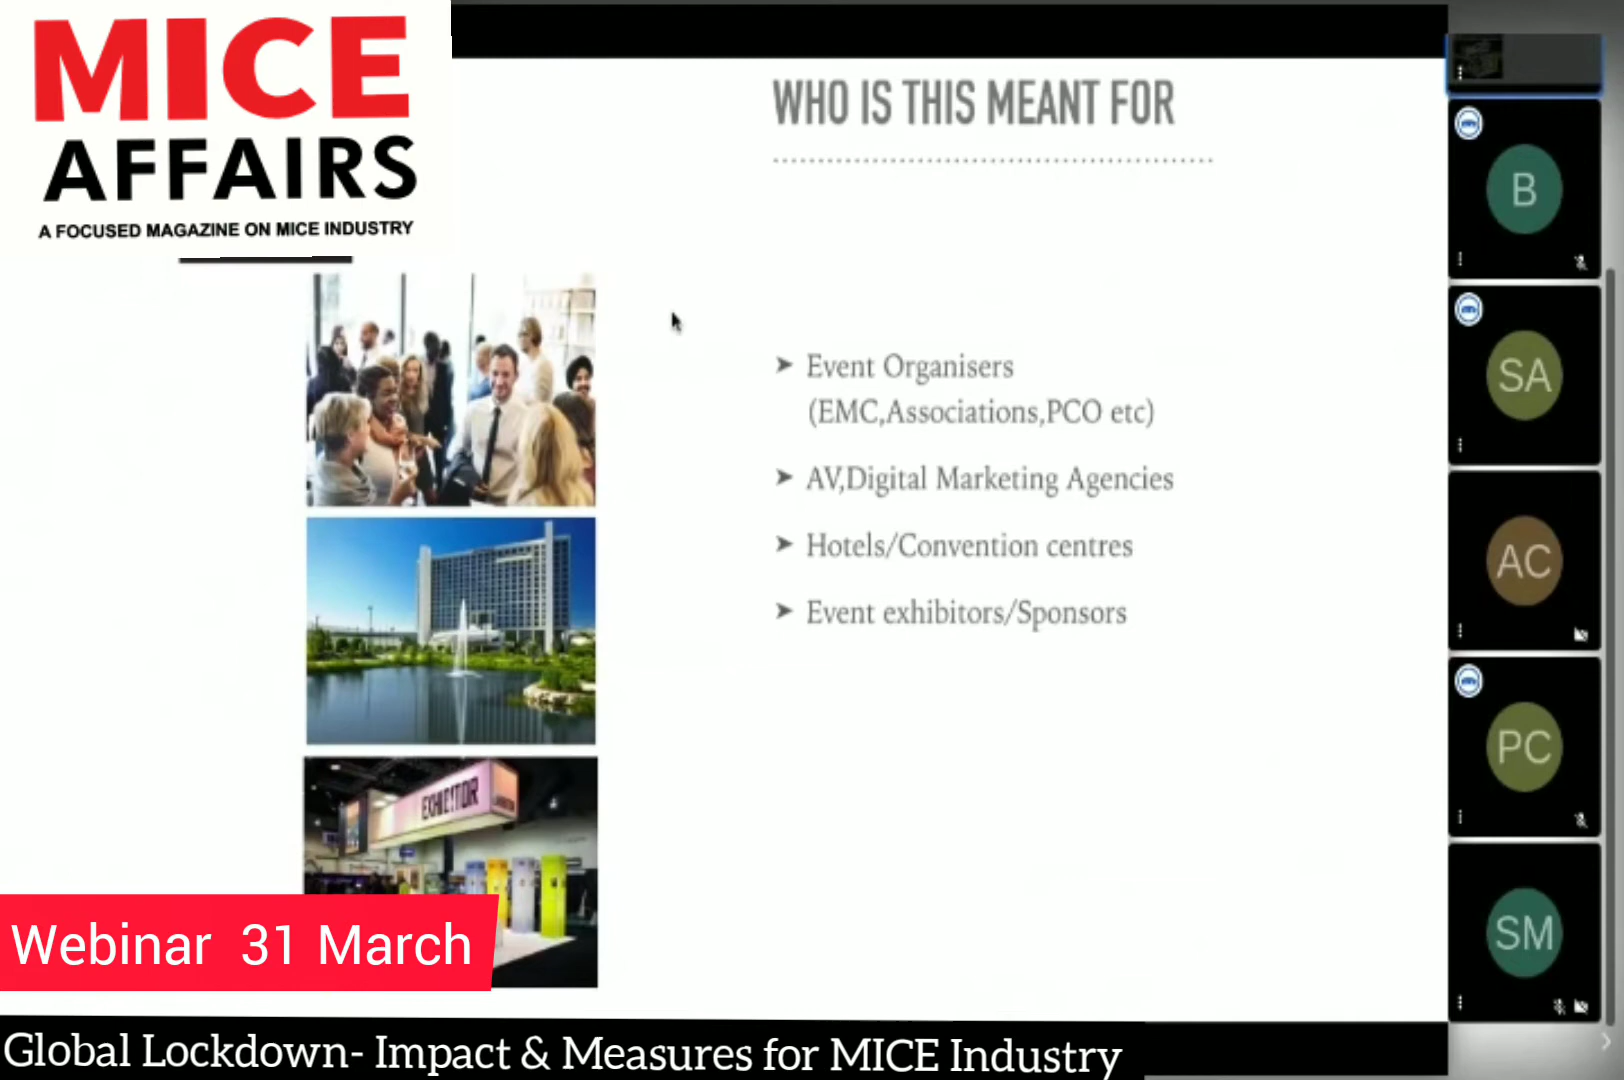 MICE
AFFAIRS
A FOCUSED MAGAZINE ON MICE INDUSTRY
WHO IS THIS MEANT FOR
➤ Event Organisers
(EMC,Associations,PCO etc)
➤ AV,Digital Marketing Agencies
➤ Hotels/Convention centres
➤ Event exhibitors/Sponsors
EXHIBITOR
B
SA
AC
PC
SM
Webinar 31 March
Global Lockdown- Impact & Measures for MICE Industry